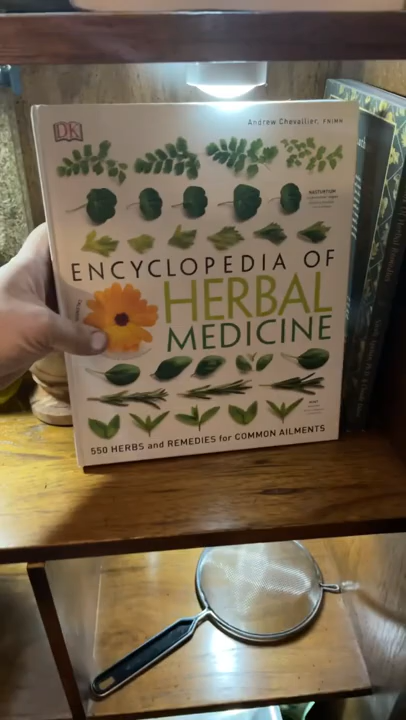 DK
Andrew Chevallier, FNIMH
NASTURTIUM
ENCYCLOPEDIA OF
HERBAL
MEDICINE
550 HERBS and REMEDIES for COMMON AILMENTS